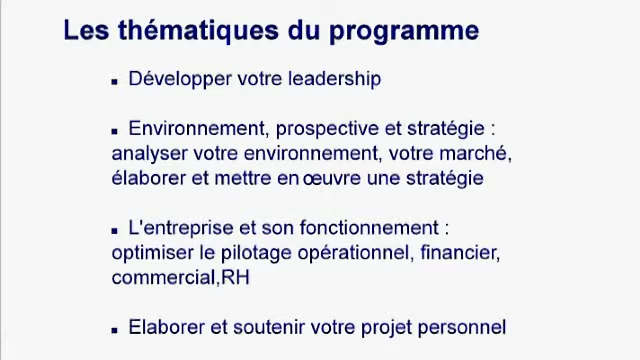 Les thématiques du programme
▪ Développer votre leadership
▪ Environnement, prospective et stratégie :
analyser votre environnement, votre marché,
élaborer et mettre en œuvre une stratégie
▪ L'entreprise et son fonctionnement :
optimiser le pilotage opérationnel, financier,
commercial,RH
▪ Elaborer et soutenir votre projet personnel